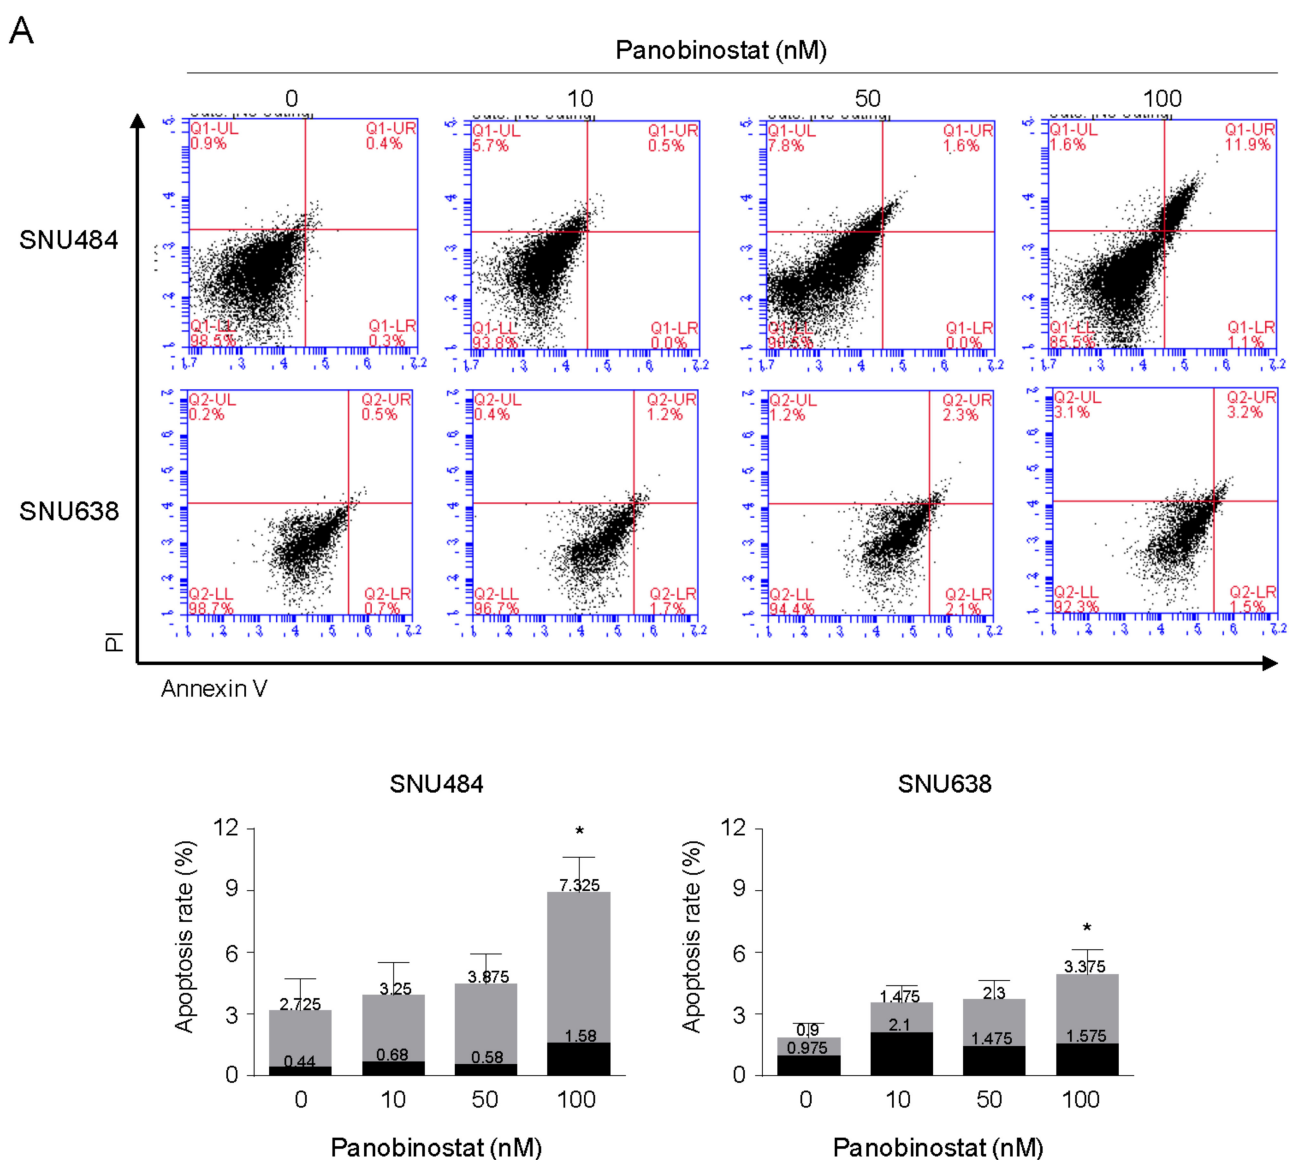 A
Panobinostat (nM)
0 10 50 100
SNU484
Q1-UL Q1-UR
0.9% 0.4%
Q1-LL Q1-LR
98.5% 0.3%
Q1-UL Q1-UR
5.7% 0.5%
Q1-LL Q1-LR
93.8% 0.0%
Q1-UL Q1-UR
7.8% 1.6%
Q1-LR
0.0%
Q1-UL Q1-UR
1.6% 11.9%
Q1-LL Q1-LR
85.5% 1.1%
SNU638
Q2-UL Q2-UR
0.2% 0.5%
Q2-LL Q2-LR
98.7% 0.7%
Q2-UL Q2-UR
0.4% 1.2%
Q2-LL Q2-LR
96.7% 1.7%
Q2-UL Q2-UR
1.2% 2.3%
Q2-LL Q2-LR
94.4% 2.1%
Q2-UL Q2-UR
3.1% 3.2%
Q2-LL Q2-LR
92.3% 1.5%
PI
Annexin V
SNU484
Apoptosis rate (%)
12
9
6
3
0
*
2.725 3.25 3.875 7.325
0.44 0.68 0.58 1.58
0 10 50 100
Panobinostat (nM)
SNU638
Apoptosis rate (%)
12
9
6
3
0
*
0.9 1.475 2.3 3.375
0.975 2.1 1.475 1.575
0 10 50 100
Panobinostat (nM)